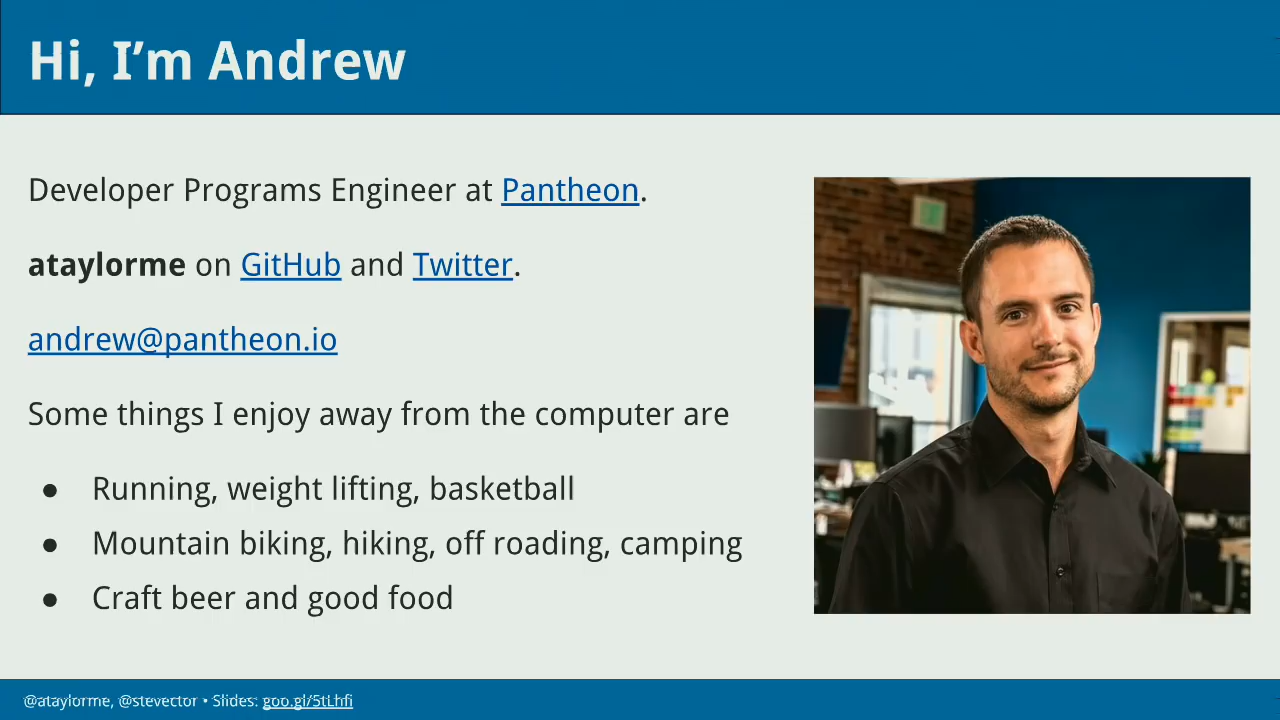 Hi, I’m Andrew
Developer Programs Engineer at Pantheon.
ataylorme on GitHub and Twitter.
andrew@pantheon.io
Some things I enjoy away from the computer are
● Running, weight lifting, basketball
● Mountain biking, hiking, off roading, camping
● Craft beer and good food
@ataylorme, @stevector • Slides: goo.gl/5tLhfi